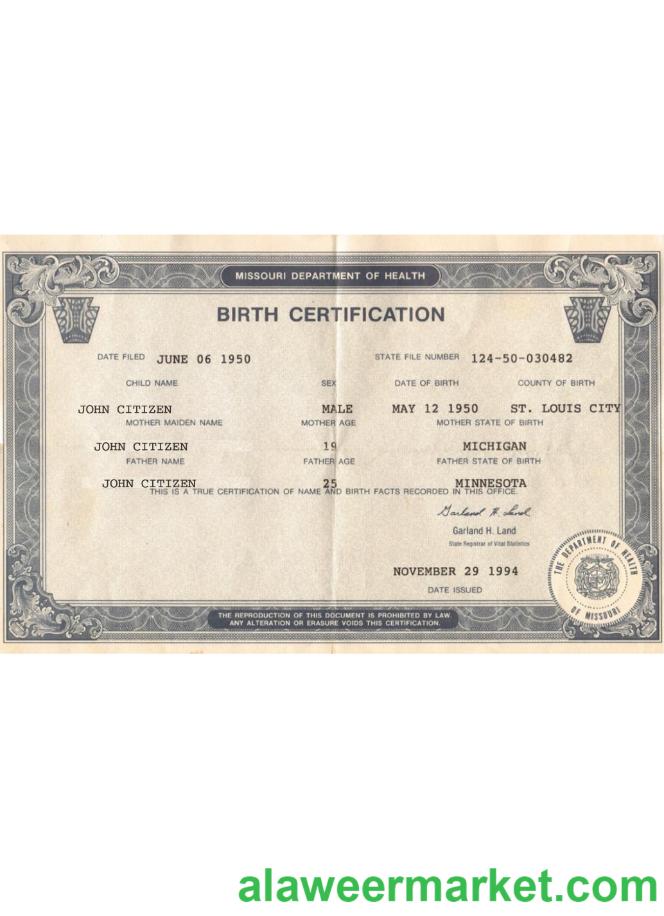 MISSOURI DEPARTMENT OF HEALTH
BIRTH CERTIFICATION
DATE FILED JUNE 06 1950 STATE FILE NUMBER 124-50-030482
CHILD NAME SEX DATE OF BIRTH COUNTY OF BIRTH
JOHN CITIZEN MALE MAY 12 1950 ST. LOUIS CITY
MOTHER MAIDEN NAME MOTHER AGE MOTHER STATE OF BIRTH
JOHN CITIZEN 19 MICHIGAN
FATHER NAME FATHER AGE FATHER STATE OF BIRTH
JOHN CITIZEN 25 MINNESOTA
THIS IS A TRUE CERTIFICATION OF NAME AND BIRTH FACTS RECORDED IN THIS OFFICE.
Garland H. Land
Garland H. Land
State Registrar of Vital Statistics
NOVEMBER 29 1994
DATE ISSUED
THE DEPARTMENT OF HEALTH
OF MISSOURI
THE REPRODUCTION OF THIS DOCUMENT IS PROHIBITED BY LAW
ANY ALTERATION OR ERASURE VOIDS THIS CERTIFICATION.
alaweermarket.com